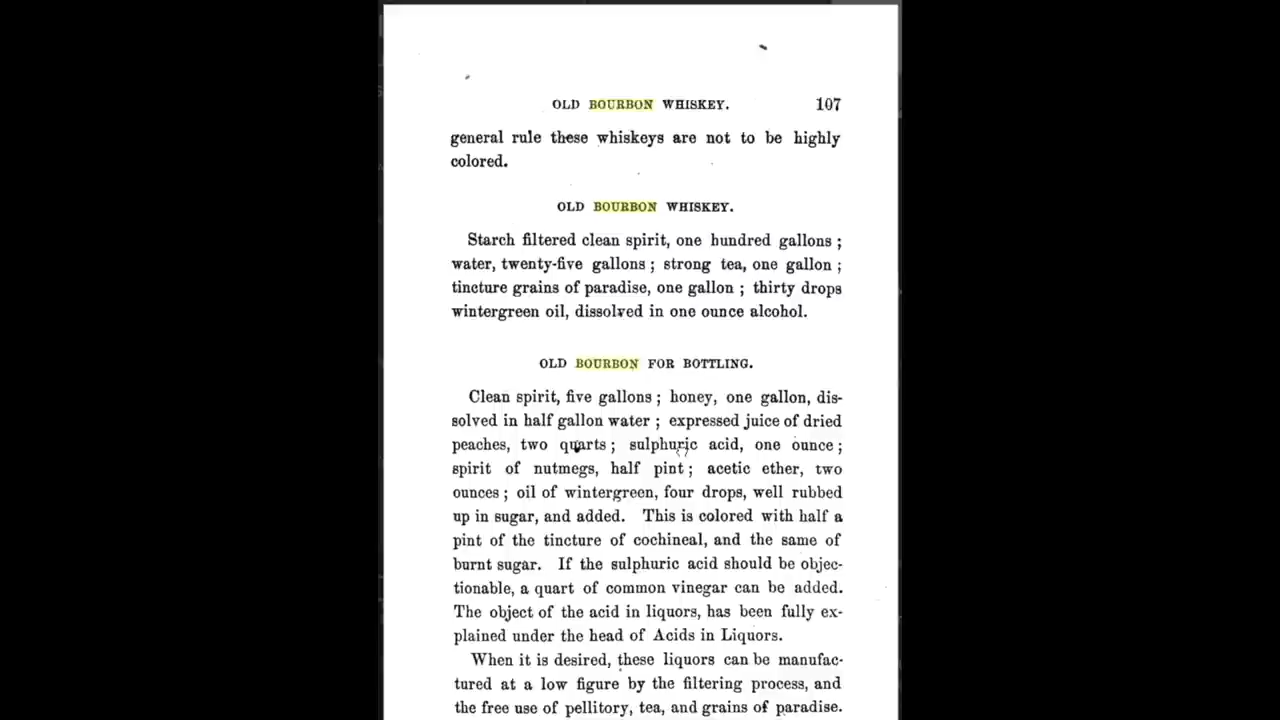 OLD BOURBON WHISKEY. 107
general rule these whiskeys are not to be highly
colored.
OLD BOURBON WHISKEY.
Starch filtered clean spirit, one hundred gallons ;
water, twenty-five gallons ; strong tea, one gallon ;
tincture grains of paradise, one gallon ; thirty drops
wintergreen oil, dissolved in one ounce alcohol.
OLD BOURBON FOR BOTTLING.
Clean spirit, five gallons ; honey, one gallon, dis-
solved in half gallon water ; expressed juice of dried
peaches, two quarts ; sulphuric acid, one ounce ;
spirit of nutmegs, half pint ; acetic ether, two
ounces ; oil of wintergreen, four drops, well rubbed
up in sugar, and added. This is colored with half a
pint of the tincture of cochineal, and the same of
burnt sugar. If the sulphuric acid should be objec-
tionable, a quart of common vinegar can be added.
The object of the acid in liquors, has been fully ex-
plained under the head of Acids in Liquors.
When it is desired, these liquors can be manufac-
tured at a low figure by the filtering process, and
the free use of pellitory, tea, and grains of paradise.